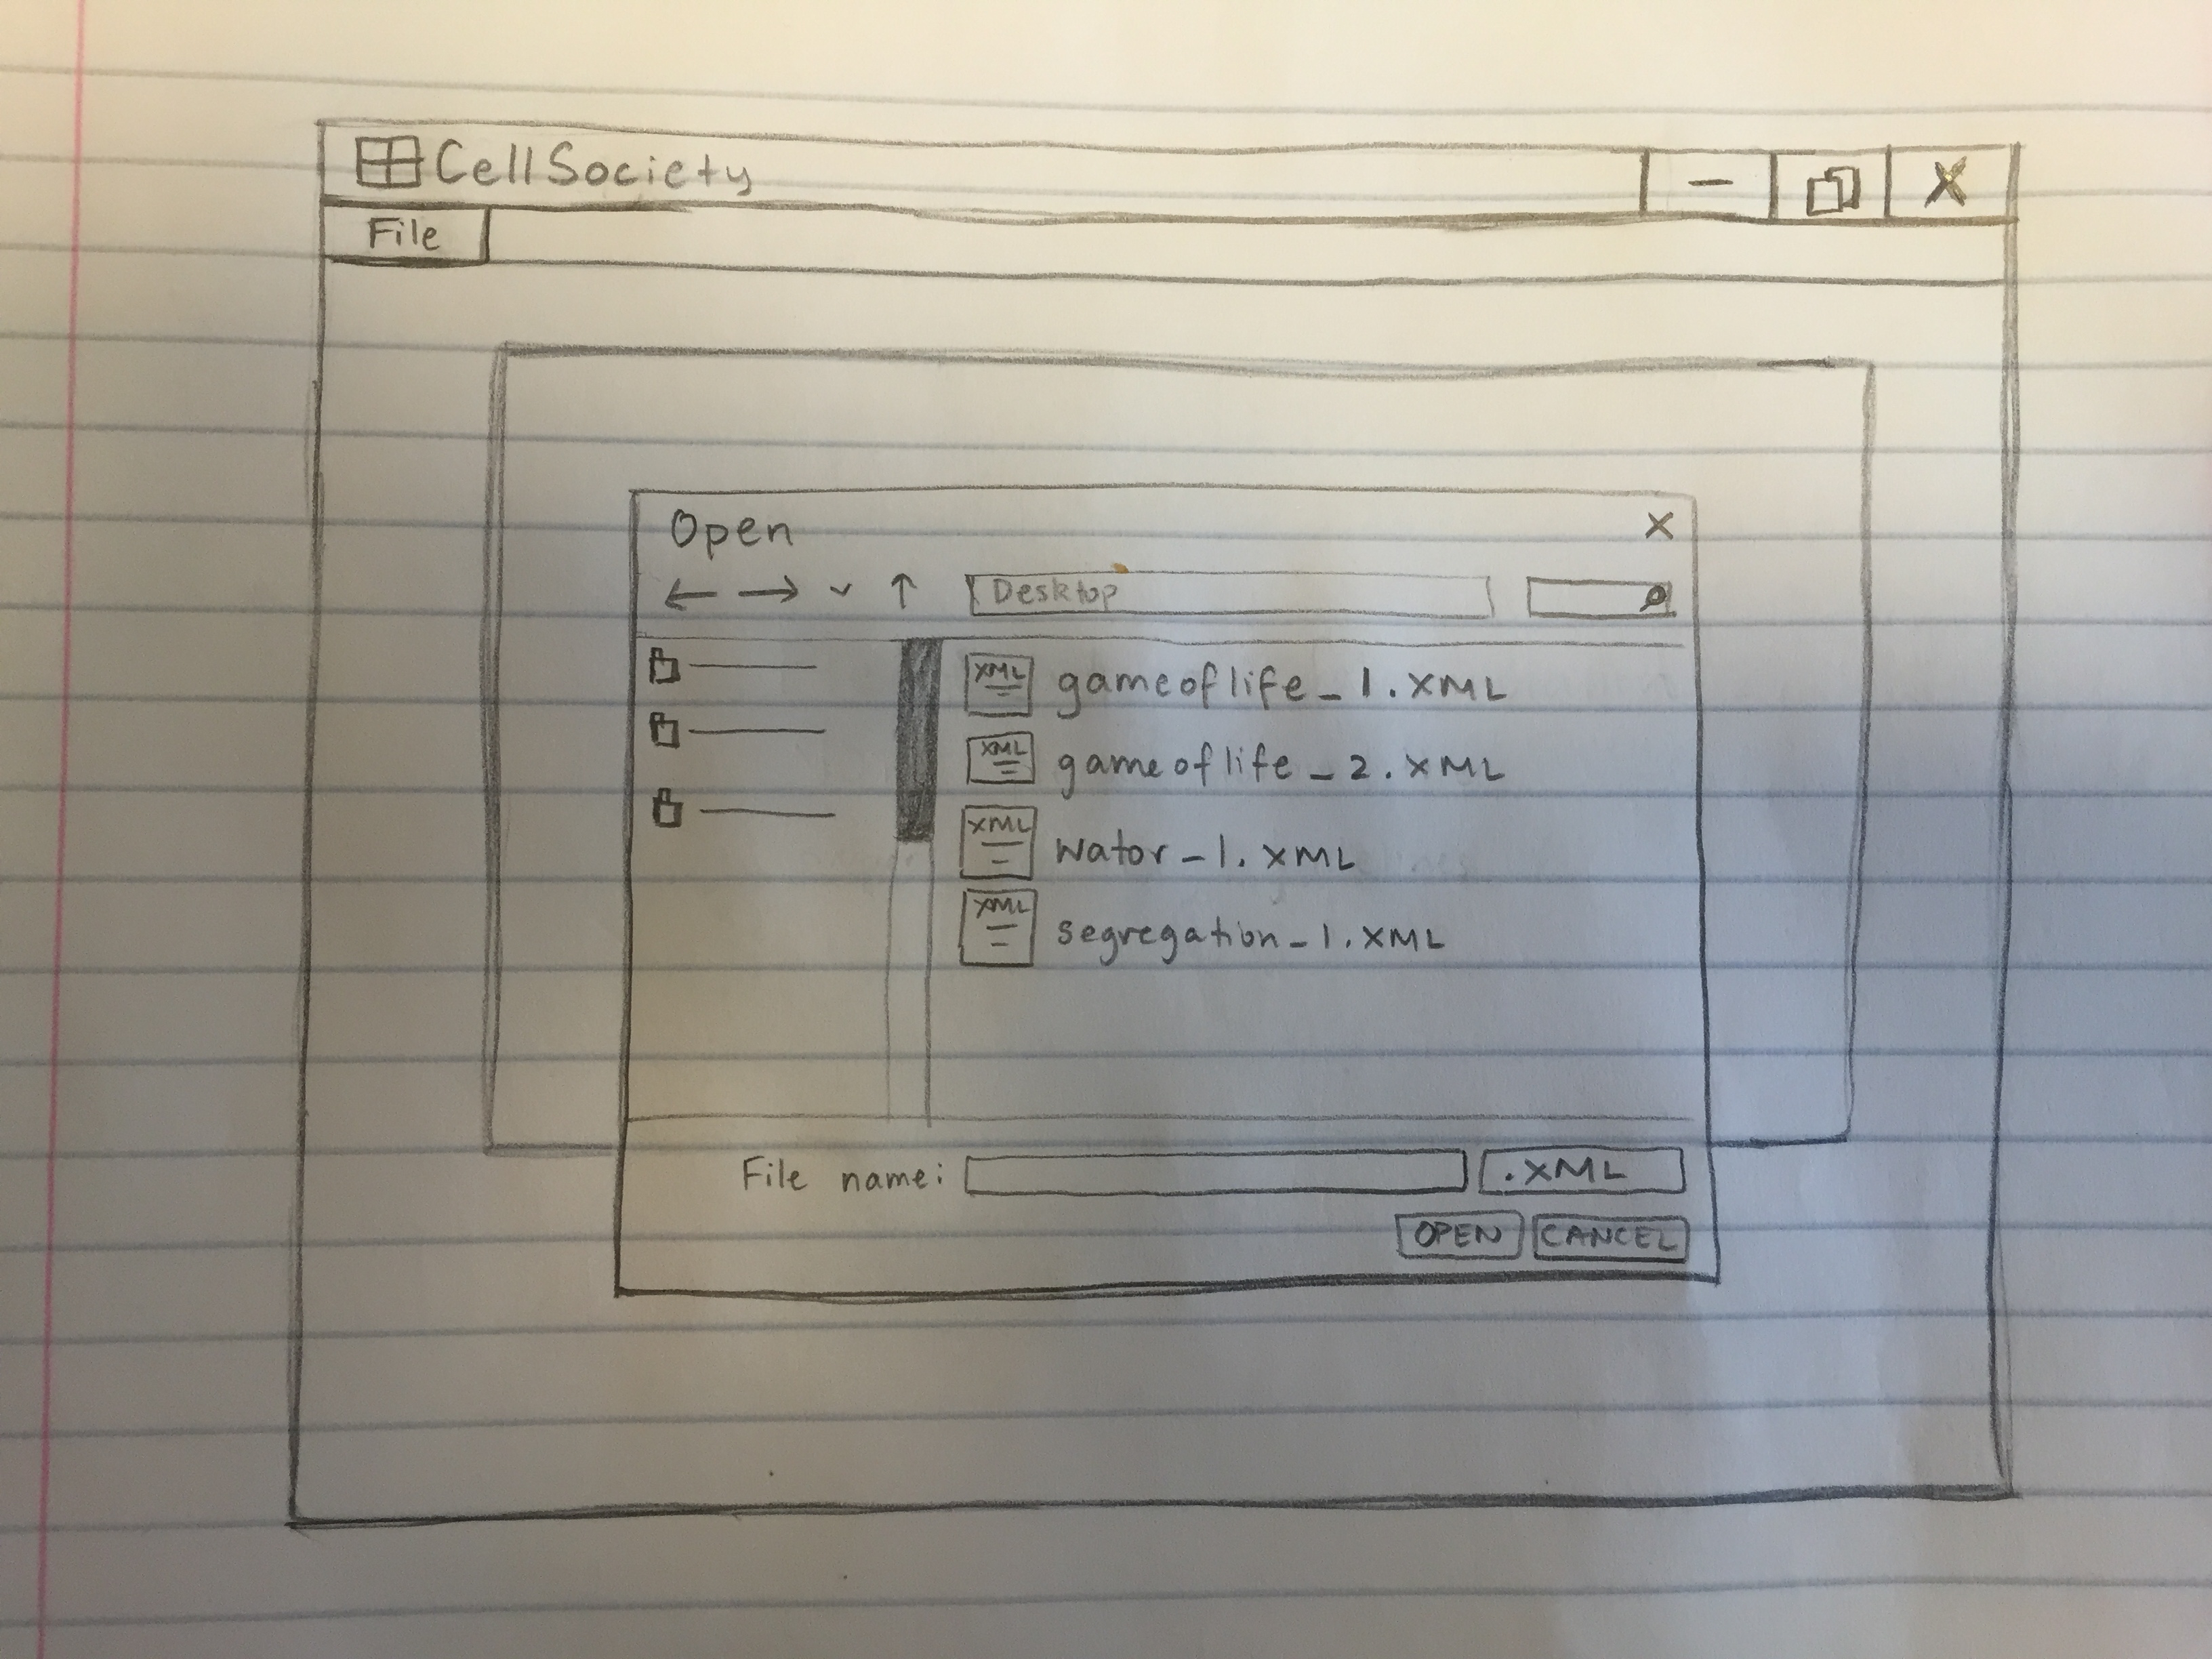 CellSociety
File
Open
Desktop
XML gameoflife_1.XML
XML gameoflife_2.XML
XML wator_1.XML
XML segregation_1.XML
File name: .XML
OPEN CANCEL